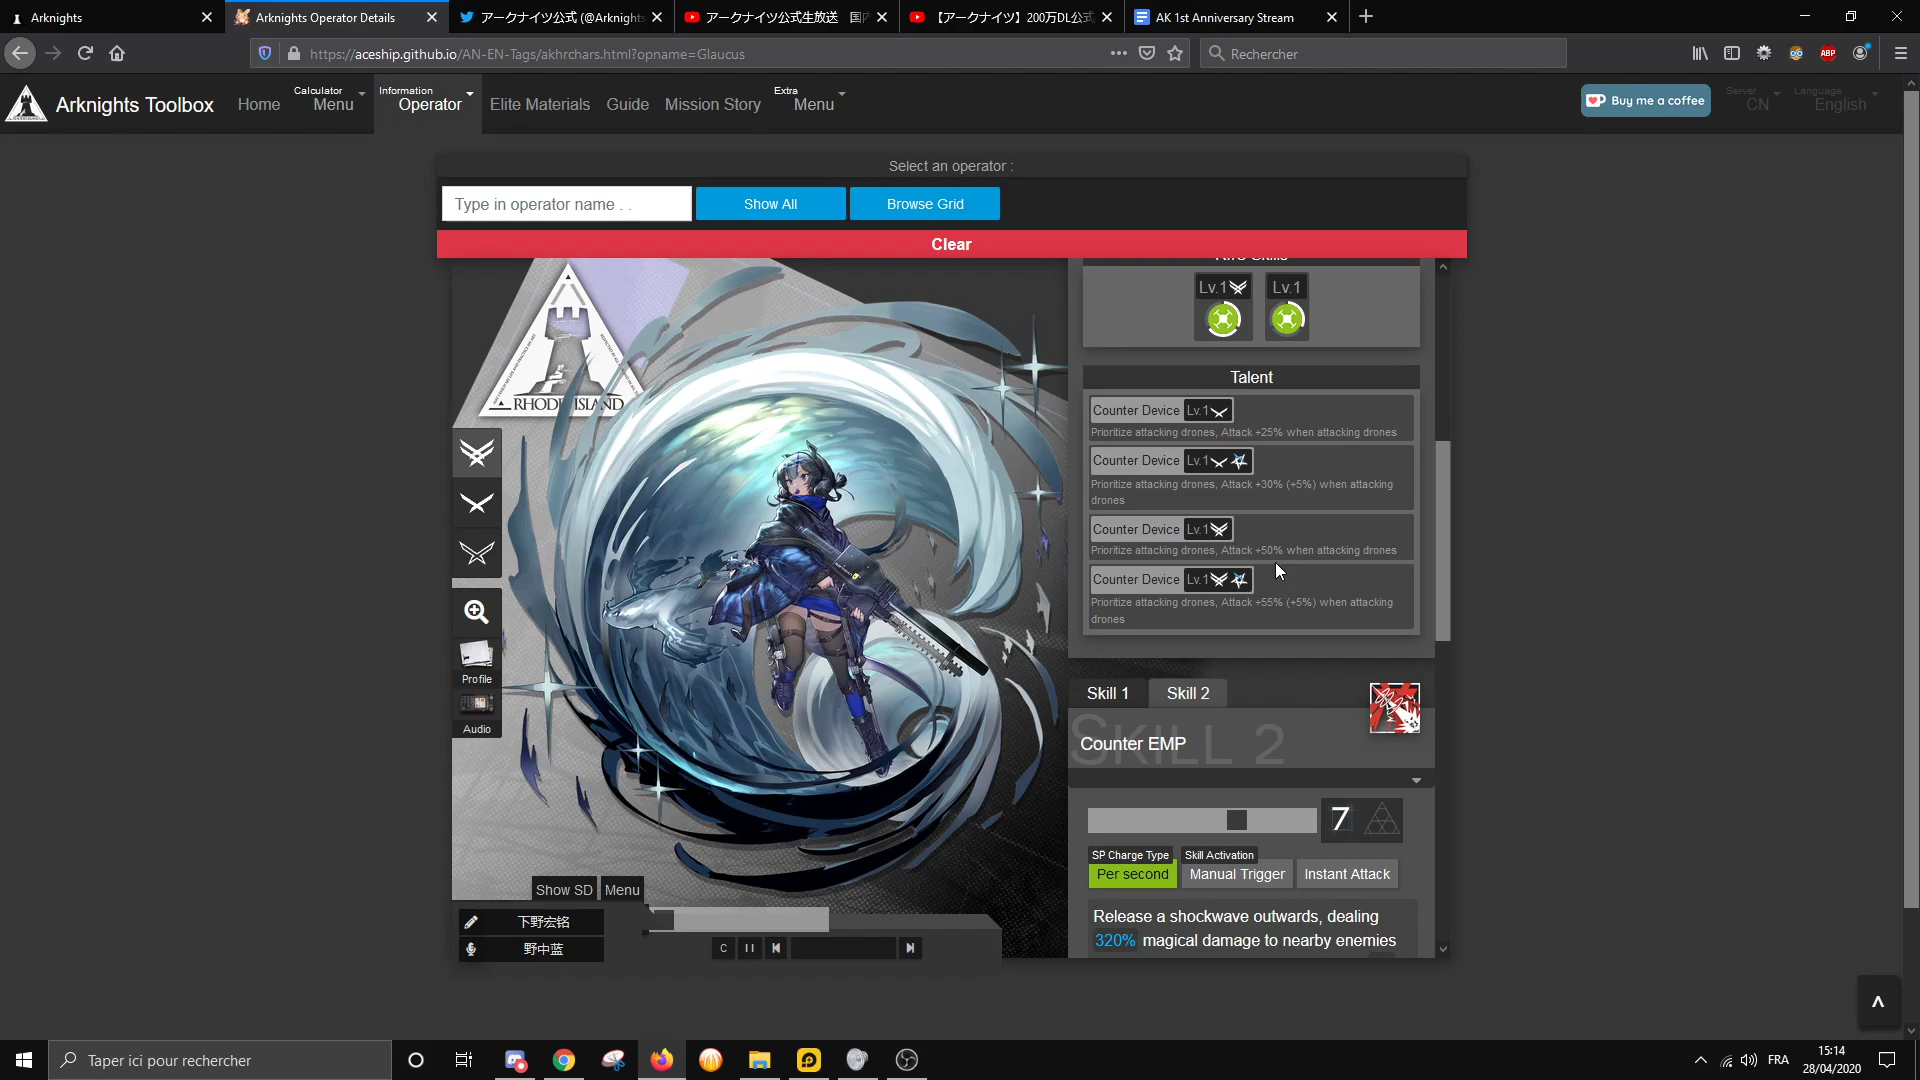 Arknights
Arknights Operator Details
アークナイツ公式 (@Arknights
アークナイツ公式生放送 国内
【アークナイツ】200万DL公式
AK 1st Anniversary Stream
https://aceship.github.io/AN-EN-Tags/akhrchars.html?opname=Glaucus
Rechercher
ABP
Arknights Toolbox
Home
Calculator
Menu
Information
Operator
Elite Materials
Guide
Mission Story
Extra
Menu
Buy me a coffee
Server
CN
Language
English
Select an operator :
Type in operator name . .
Show All
Browse Grid
Clear
RHODES ISLAND
Lv.1
Lv.1
Talent
Counter Device Lv.1
Prioritize attacking drones, Attack +25% when attacking drones
Counter Device Lv.1
Prioritize attacking drones, Attack +30% (+5%) when attacking
drones
Counter Device Lv.1
Prioritize attacking drones, Attack +50% when attacking drones
Counter Device Lv.1
Prioritize attacking drones, Attack +55% (+5%) when attacking
drones
Profile
Audio
Skill 1
Skill 2
SKILL 2
Counter EMP
7
SP Charge Type
Skill Activation
Per second
Manual Trigger
Instant Attack
Release a shockwave outwards, dealing
320% magical damage to nearby enemies
Show SD
Menu
下野宏铭
野中蓝
C
Taper ici pour rechercher
FRA
15:14
28/04/2020